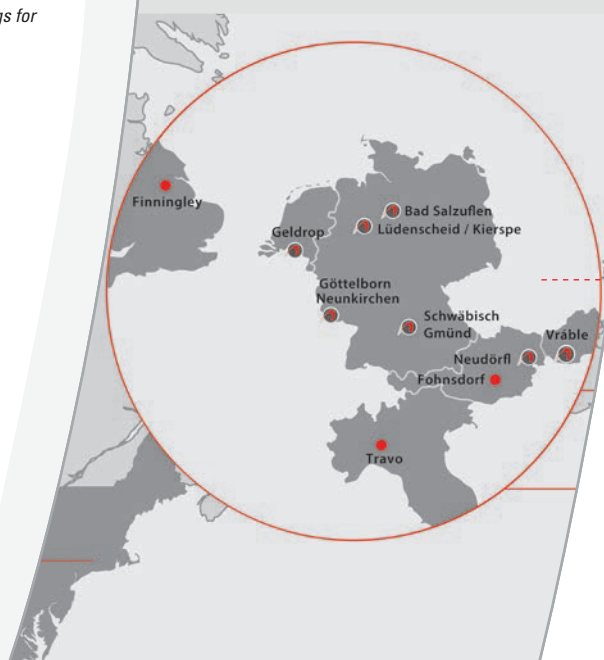 gs for
Finningley
Bad Salzuflen
Lüdenscheid / Kierspe
Geldrop
Göttelborn
Neunkirchen
Schwäbisch
Gmünd
Vráble
Neudörfl
Fohnsdorf
Travo